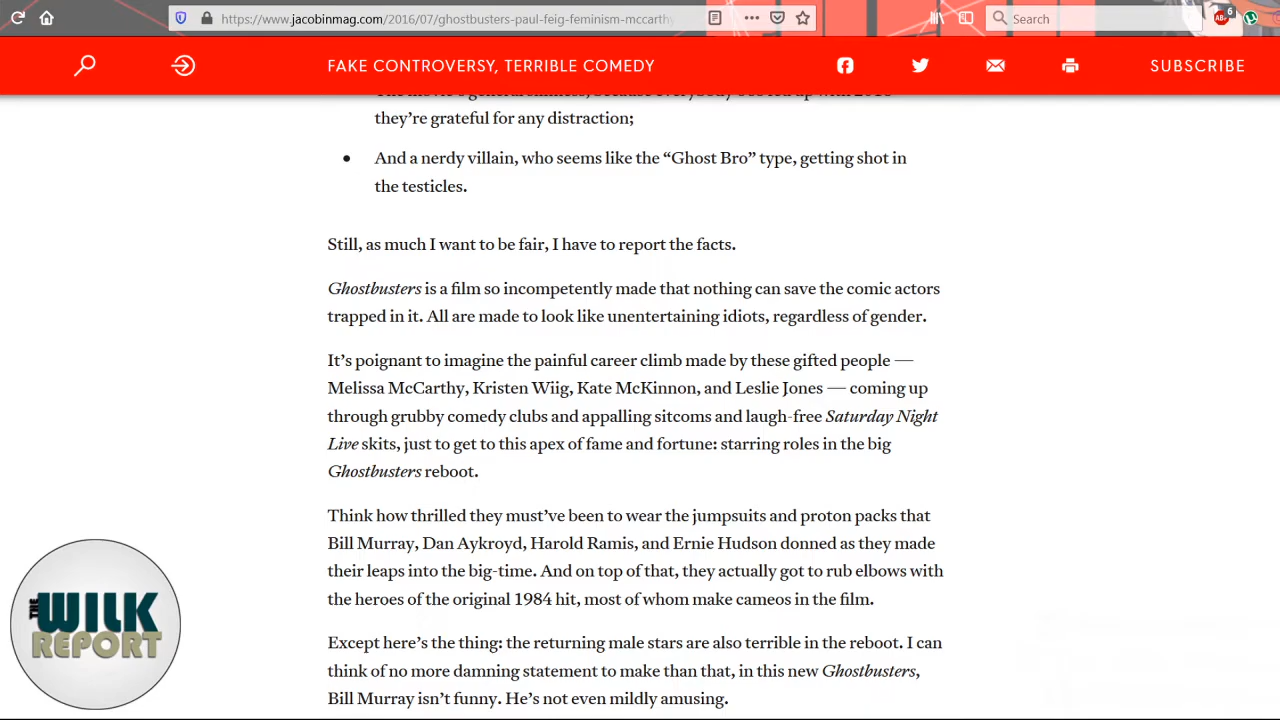 https://www.jacobinmag.com/2016/07/ghostbusters-paul-feig-feminism-mccarthy
Search
ABP
6
FAKE CONTROVERSY, TERRIBLE COMEDY
SUBSCRIBE
they're grateful for any distraction;
• And a nerdy villain, who seems like the “Ghost Bro” type, getting shot in
the testicles.
Still, as much I want to be fair, I have to report the facts.
Ghostbusters is a film so incompetently made that nothing can save the comic actors
trapped in it. All are made to look like unentertaining idiots, regardless of gender.
It’s poignant to imagine the painful career climb made by these gifted people —
Melissa McCarthy, Kristen Wiig, Kate McKinnon, and Leslie Jones — coming up
through grubby comedy clubs and appalling sitcoms and laugh-free Saturday Night
Live skits, just to get to this apex of fame and fortune: starring roles in the big
Ghostbusters reboot.
Think how thrilled they must’ve been to wear the jumpsuits and proton packs that
Bill Murray, Dan Aykroyd, Harold Ramis, and Ernie Hudson donned as they made
their leaps into the big-time. And on top of that, they actually got to rub elbows with
the heroes of the original 1984 hit, most of whom make cameos in the film.
Except here’s the thing: the returning male stars are also terrible in the reboot. I can
think of no more damning statement to make than that, in this new Ghostbusters,
Bill Murray isn’t funny. He’s not even mildly amusing.
THE WILK
REPORT